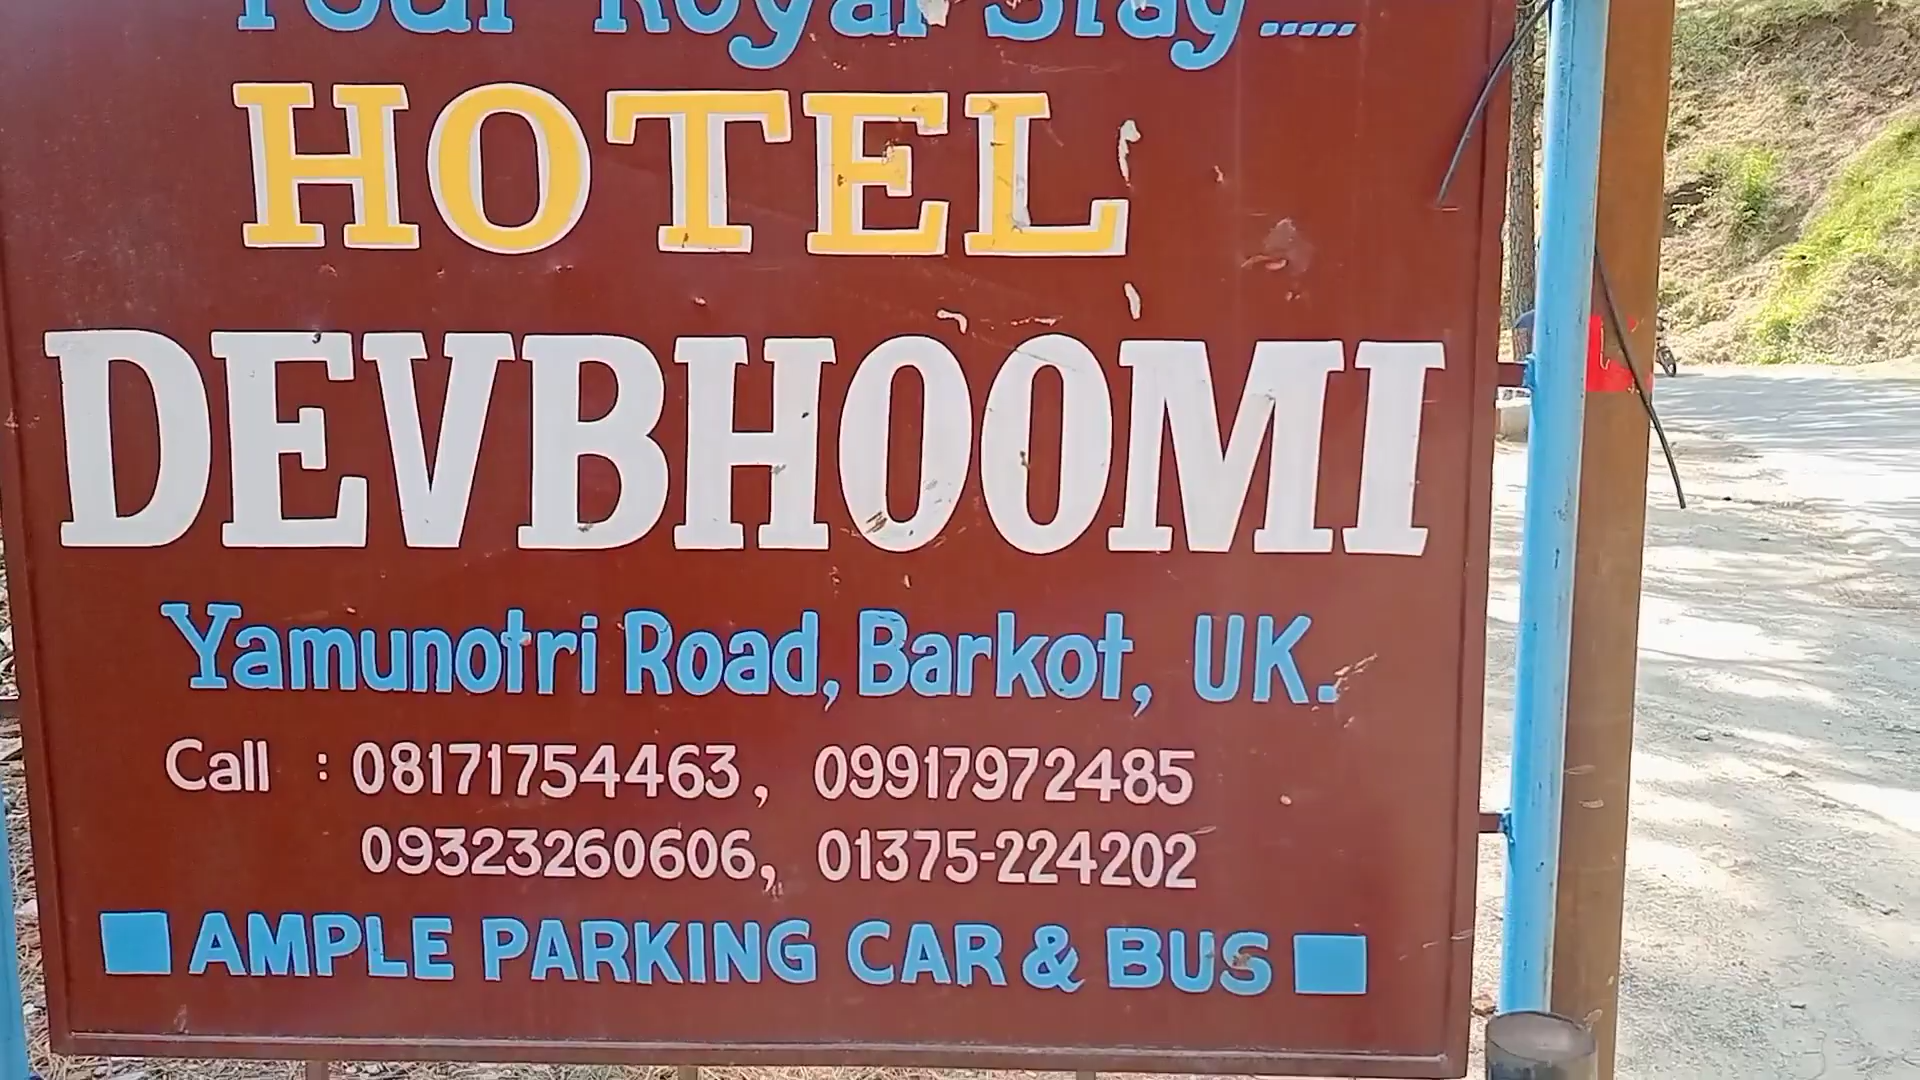 Your Royal Stay.....
HOTEL
DEVBHOOMI
Yamunotri Road, Barkot, UK.
Call : 08171754463, 09917972485
09323260606, 01375-224202
AMPLE PARKING CAR & BUS